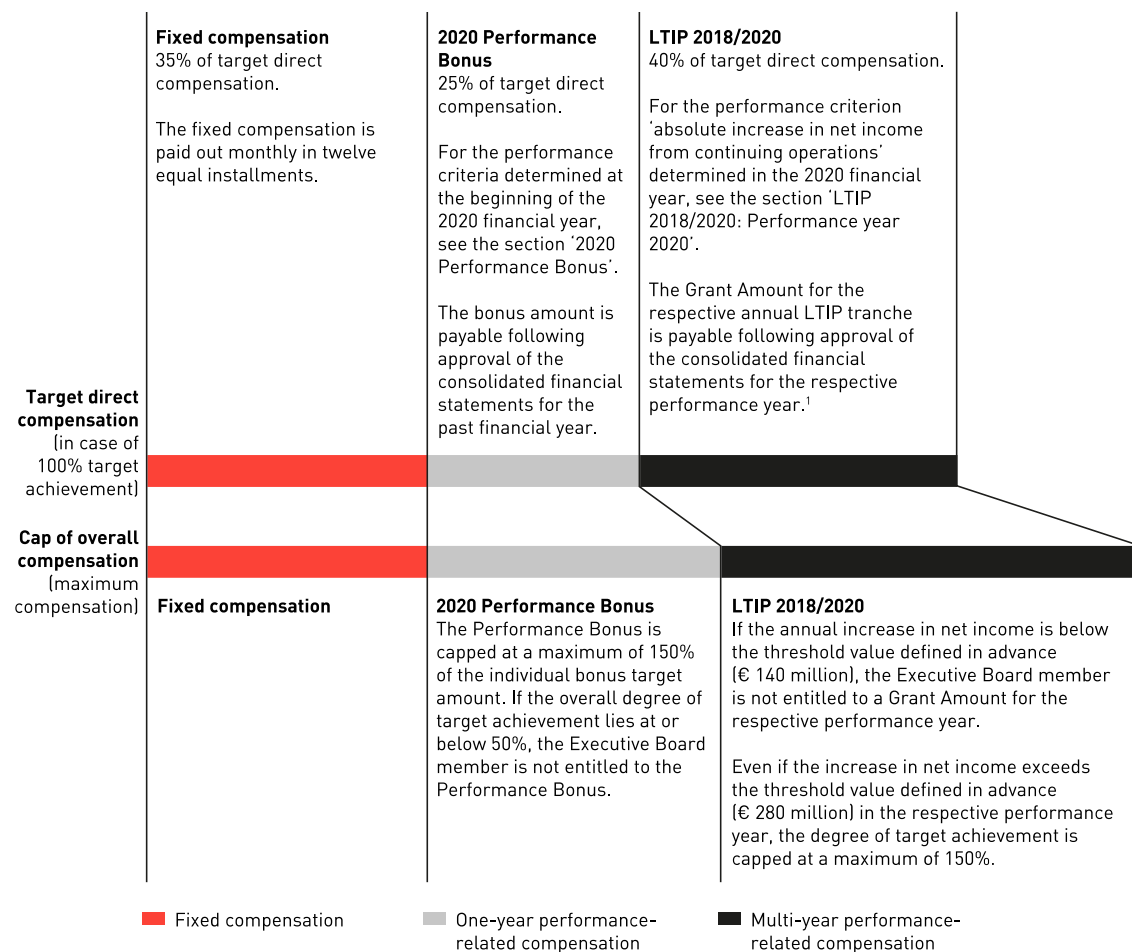 Fixed compensation
35% of target direct
compensation.
The fixed compensation is
paid out monthly in twelve
equal installments.
2020 Performance
Bonus
25% of target direct
compensation.
For the performance
criteria determined at
the beginning of the
2020 financial year,
see the section ‘2020
Performance Bonus’.
The bonus amount is
payable following
approval of the
consolidated financial
statements for the
past financial year.
LTIP 2018/2020
40% of target direct compensation.
For the performance criterion
‘absolute increase in net income
from continuing operations’
determined in the 2020 financial
year, see the section ‘LTIP
2018/2020: Performance year
2020’.
The Grant Amount for the
respective annual LTIP tranche
is payable following approval of
the consolidated financial
statements for the respective
performance year.¹
Target direct
compensation
(in case of
100% target
achievement)
Cap of overall
compensation
(maximum
compensation)
Fixed compensation
2020 Performance Bonus
The Performance Bonus is
capped at a maximum of 150%
of the individual bonus target
amount. If the overall degree of
target achievement lies at or
below 50%, the Executive Board
member is not entitled to the
Performance Bonus.
LTIP 2018/2020
If the annual increase in net income is below
the threshold value defined in advance
(€ 140 million), the Executive Board member
is not entitled to a Grant Amount for the
respective performance year.
Even if the increase in net income exceeds
the threshold value defined in advance
(€ 280 million) in the respective performance
year, the degree of target achievement is
capped at a maximum of 150%.
Fixed compensation
One-year performance-
related compensation
Multi-year performance-
related compensation